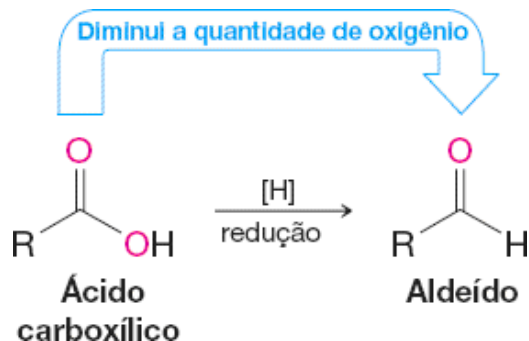 Diminui a quantidade de oxigênio
O
R
OH
[H]
redução
O
R
H
Ácido
carboxílico
Aldeído